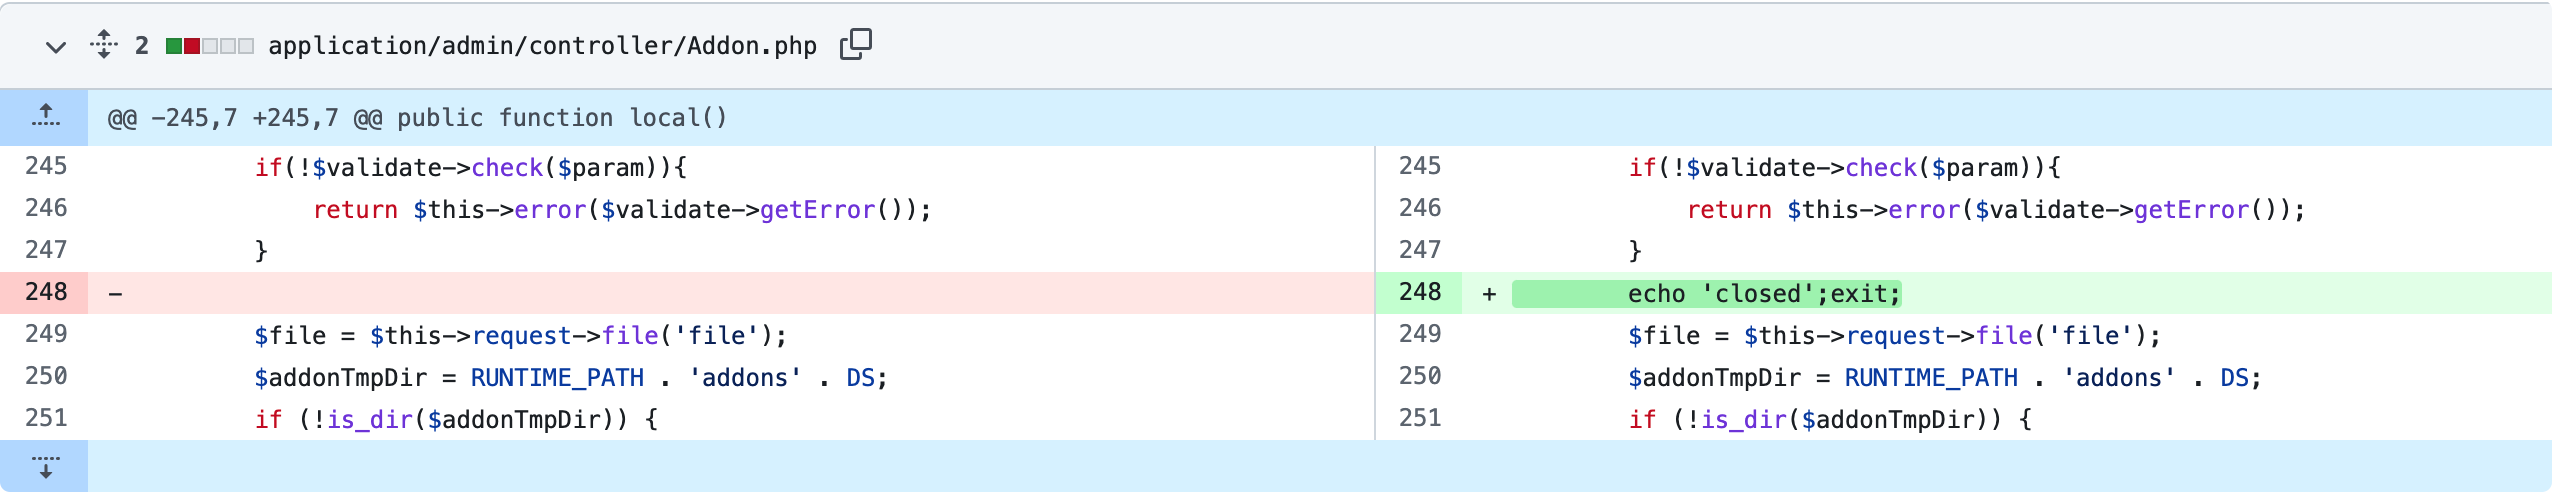 2 application/admin/controller/Addon.php
@@ -245,7 +245,7 @@ public function local()
245 if(!$validate->check($param)){
246 return $this->error($validate->getError());
247 }
248 -
249 $file = $this->request->file('file');
250 $addonTmpDir = RUNTIME_PATH . 'addons' . DS;
251 if (!is_dir($addonTmpDir)) {
245 if(!$validate->check($param)){
246 return $this->error($validate->getError());
247 }
248 + echo 'closed';exit;
249 $file = $this->request->file('file');
250 $addonTmpDir = RUNTIME_PATH . 'addons' . DS;
251 if (!is_dir($addonTmpDir)) {